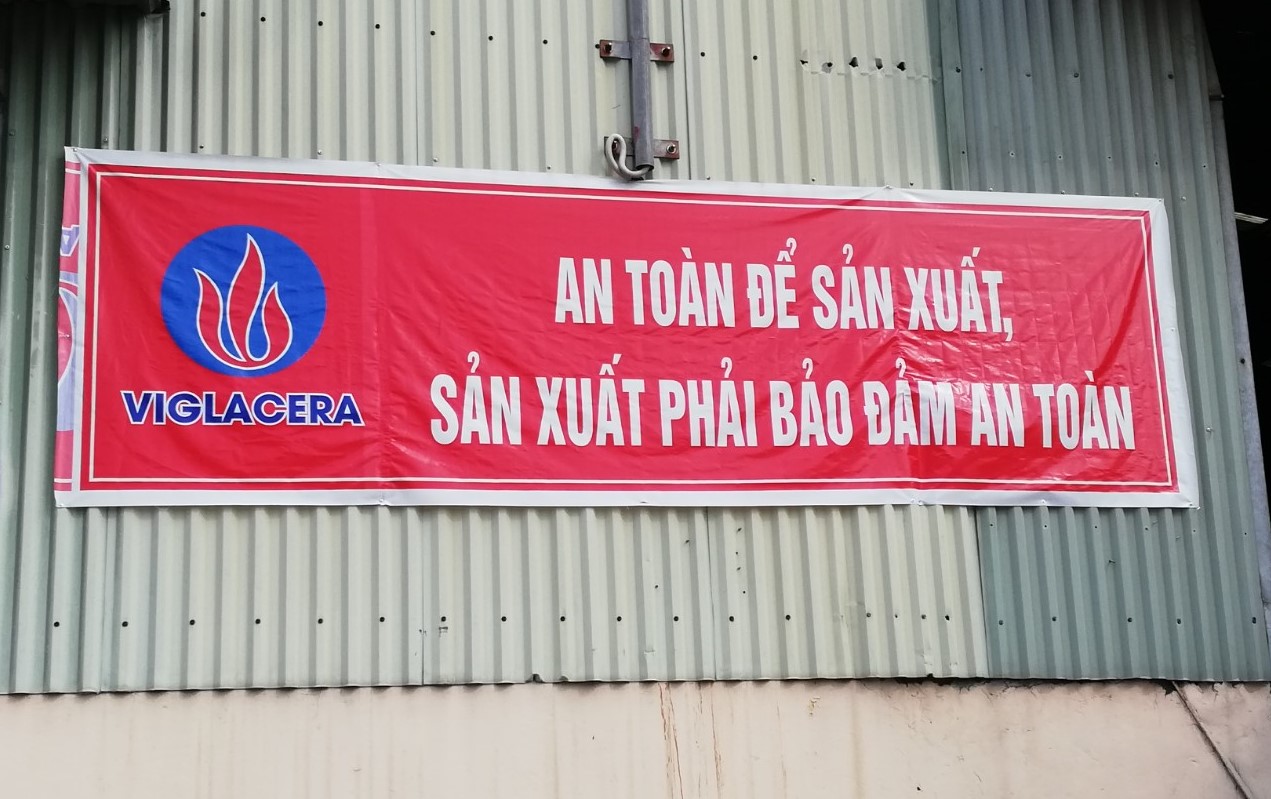 AN TOÀN ĐỂ SẢN XUẤT,
SẢN XUẤT PHẢI BẢO ĐẢM AN TOÀN
VIGLACERA